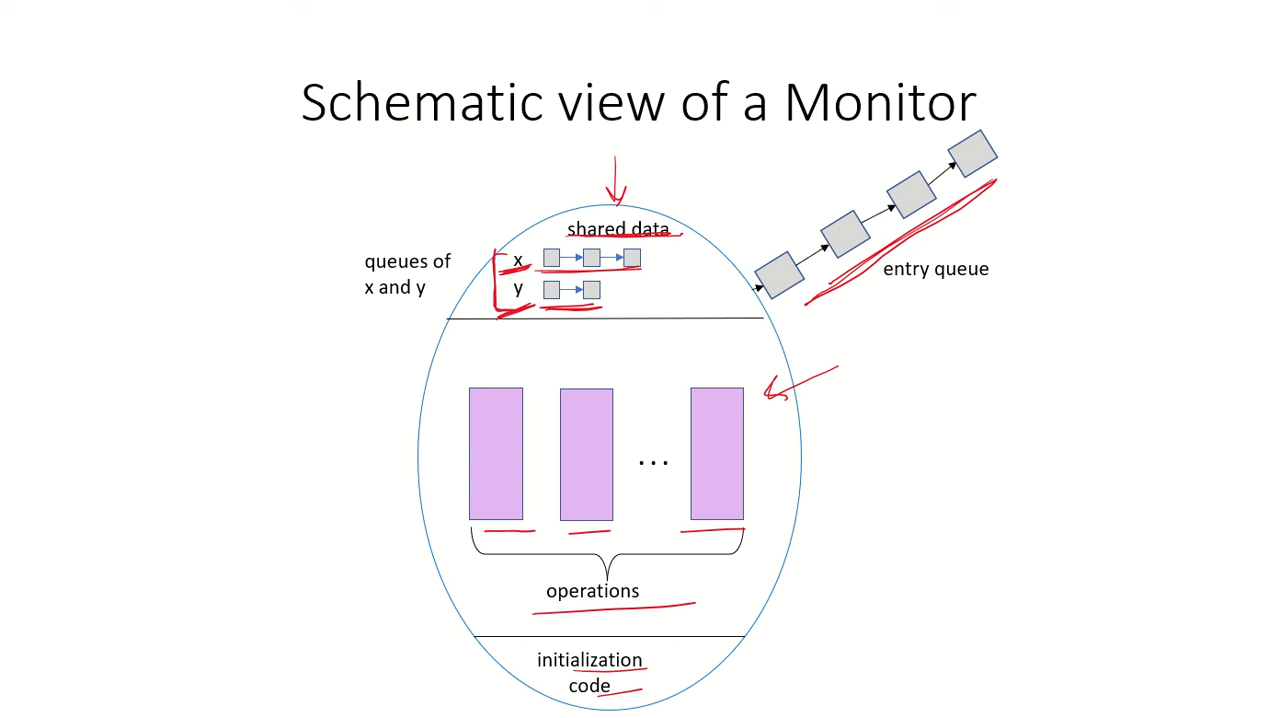 Schematic view of a Monitor
shared data
queues of
x and y
x
y
entry queue
...
operations
initialization
code